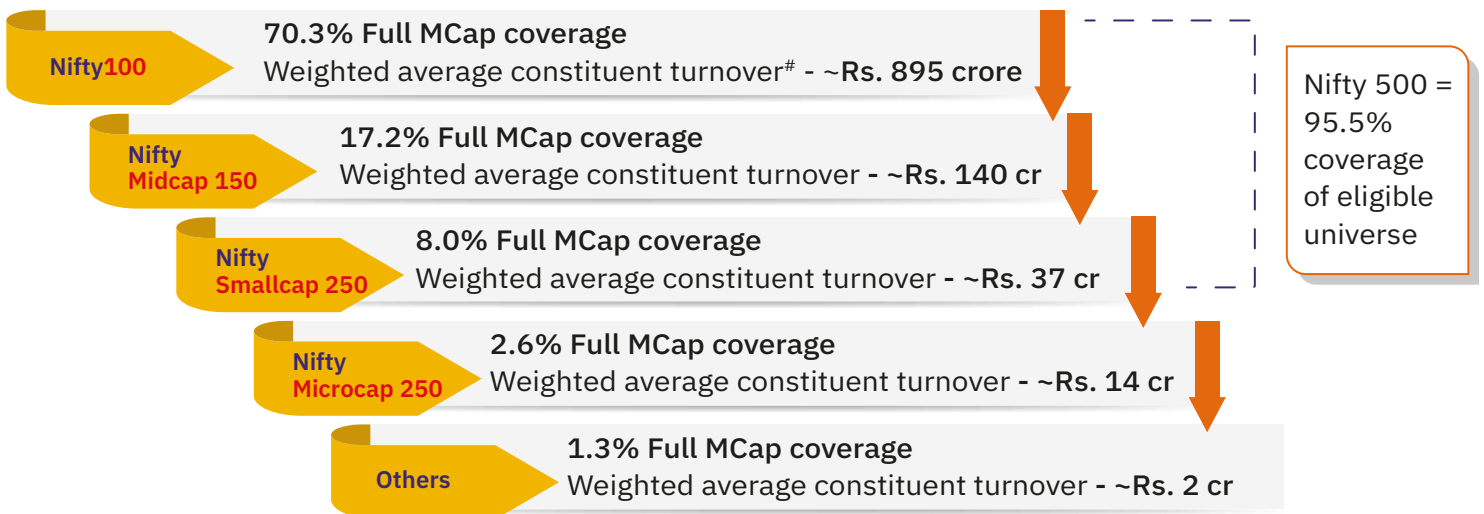 Nifty100
70.3% Full MCap coverage
Weighted average constituent turnover# - ~Rs. 895 crore
Nifty
Midcap 150
17.2% Full MCap coverage
Weighted average constituent turnover - ~Rs. 140 cr
Nifty
Smallcap 250
8.0% Full MCap coverage
Weighted average constituent turnover - ~Rs. 37 cr
Nifty
Microcap 250
2.6% Full MCap coverage
Weighted average constituent turnover - ~Rs. 14 cr
Others
1.3% Full MCap coverage
Weighted average constituent turnover - ~Rs. 2 cr
Nifty 500 =
95.5%
coverage
of eligible
universe